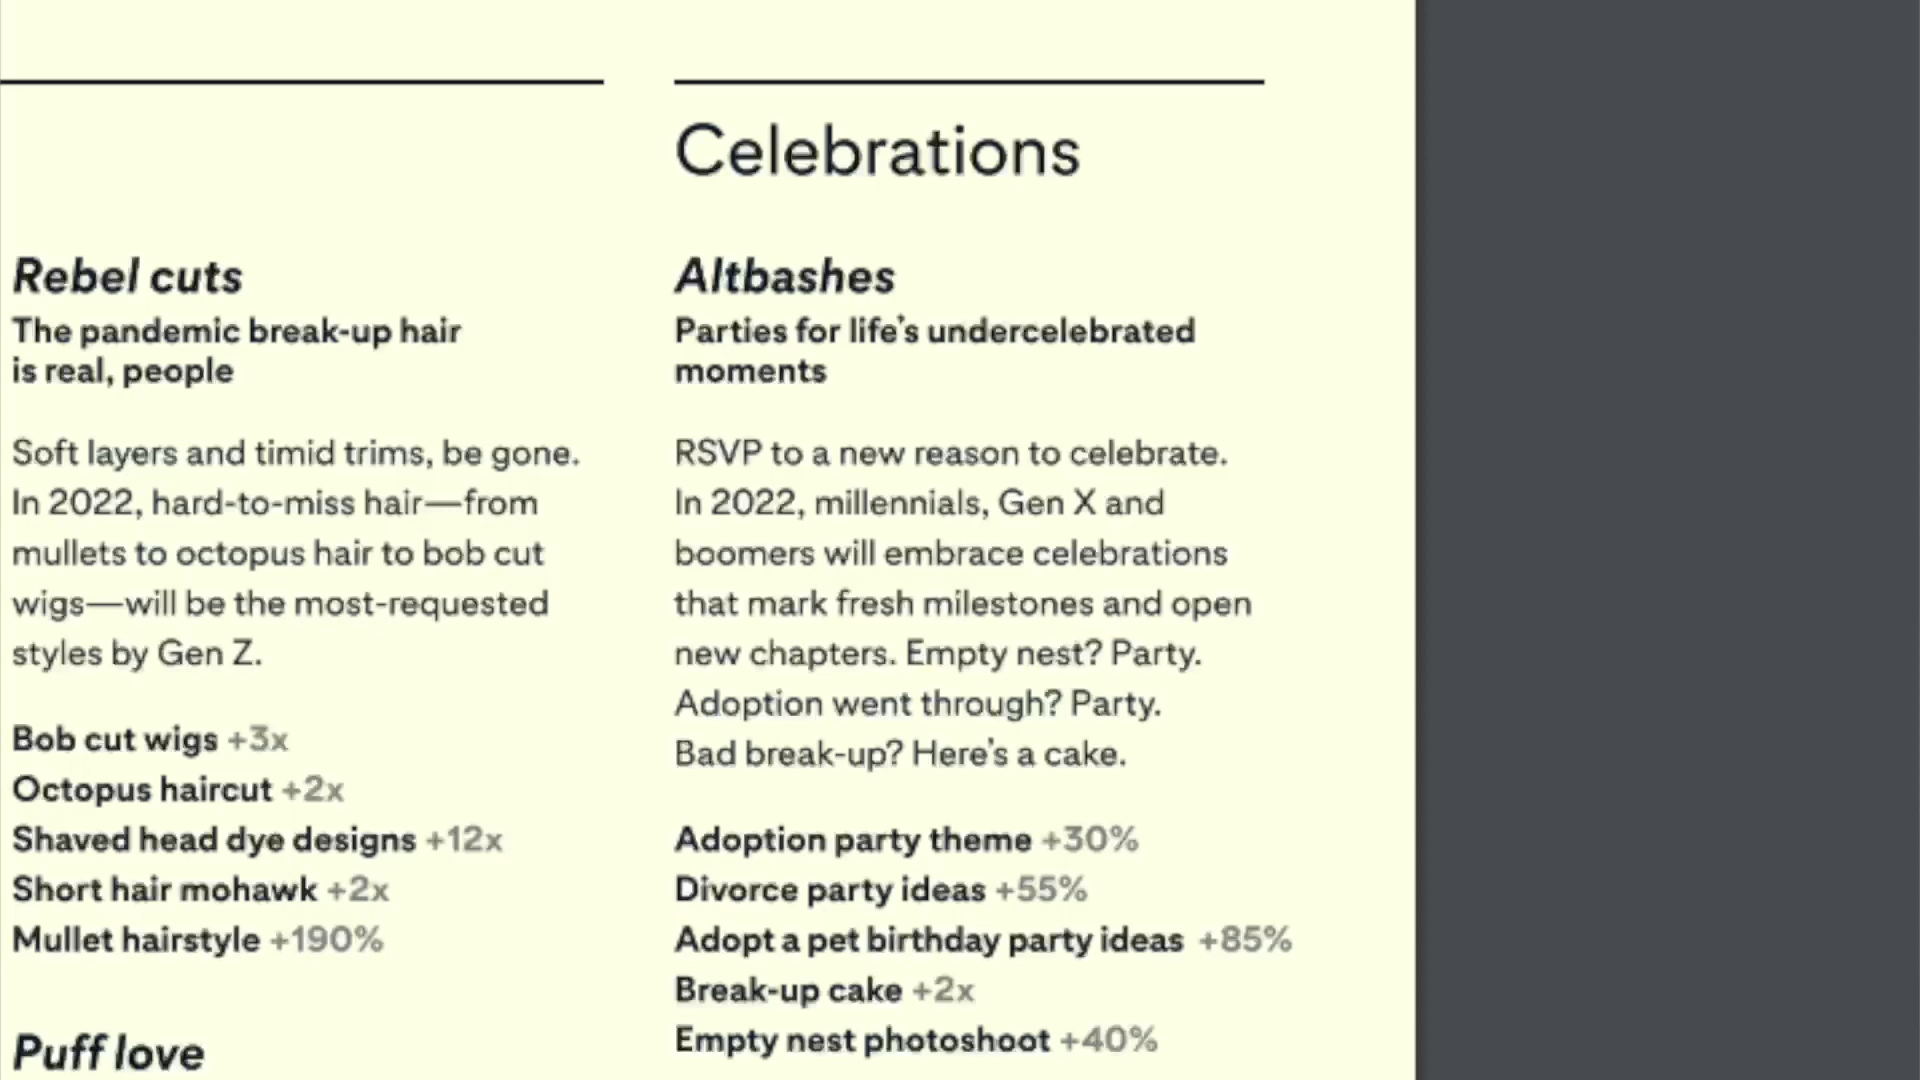 Rebel cuts
The pandemic break-up hair
is real, people
Soft layers and timid trims, be gone.
In 2022, hard-to-miss hair—from
mullets to octopus hair to bob cut
wigs—will be the most-requested
styles by Gen Z.
Bob cut wigs +3x
Octopus haircut +2x
Shaved head dye designs +12x
Short hair mohawk +2x
Mullet hairstyle +190%
Puff love
Celebrations
Altbashes
Parties for life’s undercelebrated
moments
RSVP to a new reason to celebrate.
In 2022, millennials, Gen X and
boomers will embrace celebrations
that mark fresh milestones and open
new chapters. Empty nest? Party.
Adoption went through? Party.
Bad break-up? Here’s a cake.
Adoption party theme +30%
Divorce party ideas +55%
Adopt a pet birthday party ideas +85%
Break-up cake +2x
Empty nest photoshoot +40%